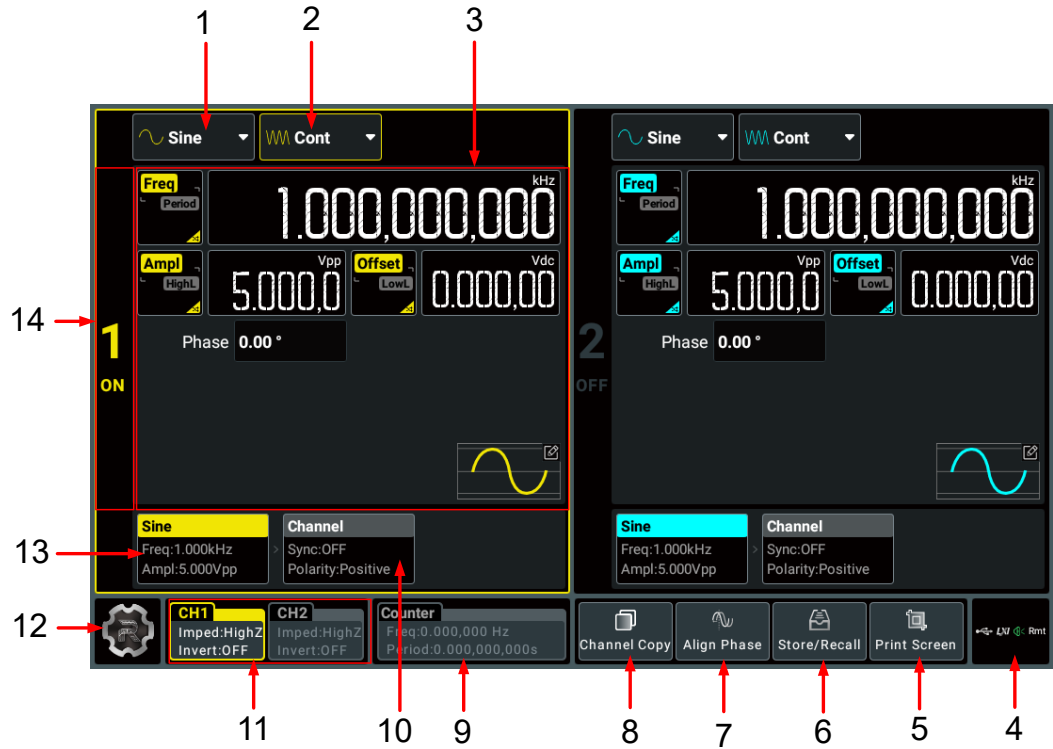 1 2 3
Sine Cont Sine Cont
Freq kHz Freq kHz
Period 1.000,000,000 Period 1.000,000,000
Ampl Vpp Offset Vdc Ampl Vpp Offset Vdc
HighL 5.000,0 LowL 0.000,00 HighL 5.000,0 LowL 0.000,00
14
1 Phase 0.00 ° 2 Phase 0.00 °
ON OFF
Sine Channel Sine Channel
13 Freq:1.000kHz Sync:OFF Freq:1.000kHz Sync:OFF
Ampl:5.000Vpp Polarity:Positive Ampl:5.000Vpp Polarity:Positive
CH1 CH2 Counter
12 R Imped:HighZ Imped:HighZ Freq:0.000,000 Hz LXI Rmt
Invert:OFF Invert:OFF Period:0.000,000,000s Channel Copy Align Phase Store/Recall Print Screen
11 10 9 8 7 6 5 4